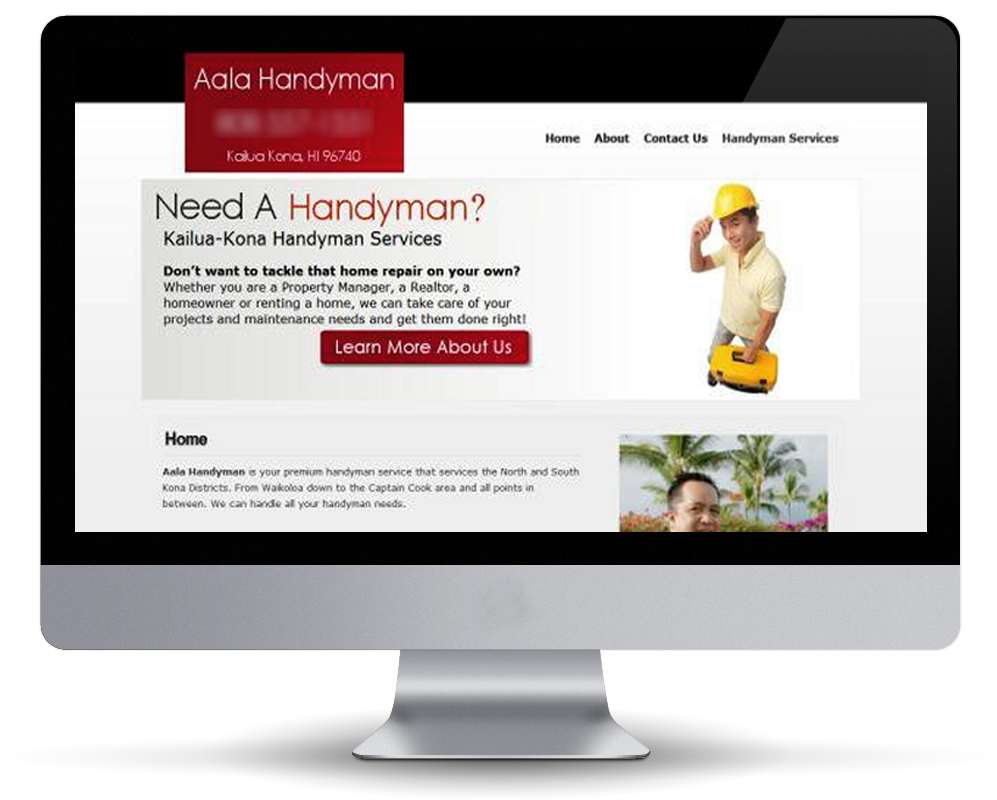 Aala Handyman
Kailua Kona, HI 96740
Home About Contact Us Handyman Services
Need A Handyman?
Kailua-Kona Handyman Services
Don't want to tackle that home repair on your own?
Whether you are a Property Manager, a Realtor, a
homeowner or renting a home, we can take care of your
projects and maintenance needs and get them done right!
Learn More About Us
Home
Aala Handyman is your premium handyman service that services the North and South
Kona Districts. From Waikoloa down to the Captain Cook area and all points in
between. We can handle all your handyman needs.